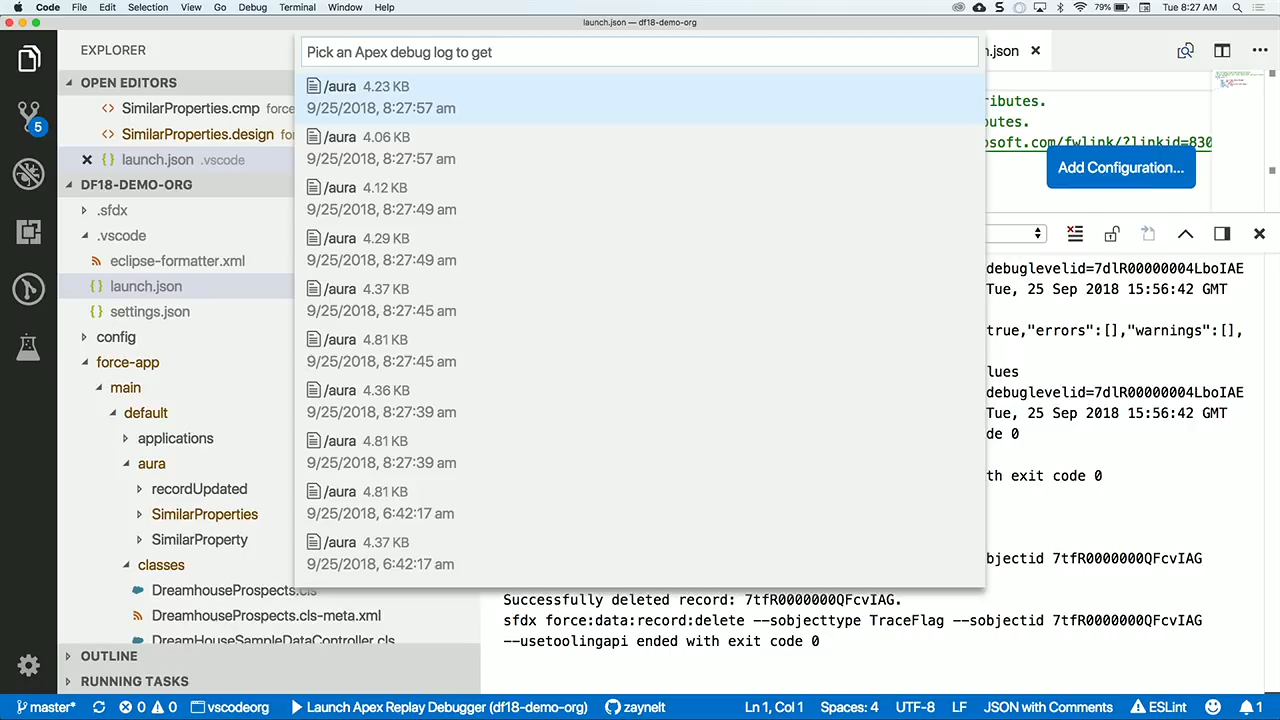 Code File Edit Selection View Go Debug Terminal Window Help 79% Tue 8:27 AM
launch.json — df18-demo-org
EXPLORER
OPEN EDITORS
SimilarProperties.cmp force
SimilarProperties.design for
launch.json .vscode
DF18-DEMO-ORG
.sfdx
.vscode
eclipse-formatter.xml
launch.json
settings.json
config
force-app
main
default
applications
aura
recordUpdated
SimilarProperties
SimilarProperty
classes
DreamhouseProspects.cls
DreamhouseProspects.cls-meta.xml
DreamHouseSampleDataController.cls
OUTLINE
RUNNING TASKS
5
Pick an Apex debug log to get
/aura 4.23 KB
9/25/2018, 8:27:57 am
/aura 4.06 KB
9/25/2018, 8:27:57 am
/aura 4.12 KB
9/25/2018, 8:27:49 am
/aura 4.29 KB
9/25/2018, 8:27:49 am
/aura 4.37 KB
9/25/2018, 8:27:45 am
/aura 4.81 KB
9/25/2018, 8:27:45 am
/aura 4.36 KB
9/25/2018, 8:27:39 am
/aura 4.81 KB
9/25/2018, 8:27:39 am
/aura 4.81 KB
9/25/2018, 6:42:17 am
/aura 4.37 KB
9/25/2018, 6:42:17 am
n.json
ributes.
butes.
osoft.com/fwlink/?linkid=830
Add Configuration...
debuglevelid=7dlR00000004LboIAE
Tue, 25 Sep 2018 15:56:42 GMT
true,"errors":[],"warnings":[],
lues
debuglevelid=7dlR00000004LboIAE
Tue, 25 Sep 2018 15:56:42 GMT
de 0
th exit code 0
objectid 7tfR0000000QFcvIAG
Successfully deleted record: 7tfR0000000QFcvIAG.
sfdx force:data:record:delete --sobjecttype TraceFlag --sobjectid 7tfR0000000QFcvIAG
--usetoolingapi ended with exit code 0
master* 0 0 vscodeorg Launch Apex Replay Debugger (df18-demo-org) zaynelt Ln 1, Col 1 Spaces: 4 UTF-8 LF JSON with Comments ESLint 1